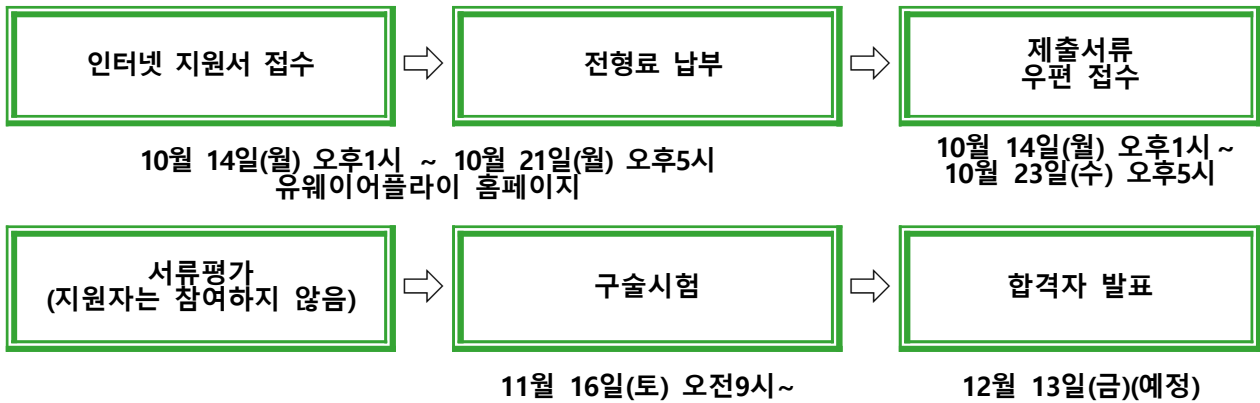 인터넷 지원서 접수
전형료 납부
제출서류
우편 접수
10월 14일(월) 오후1시 ~ 10월 21일(월) 오후5시
유웨이어플라이 홈페이지
10월 14일(월) 오후1시~
10월 23일(수) 오후5시
서류평가
(지원자는 참여하지 않음)
구술시험
합격자 발표
11월 16일(토) 오전9시~
12월 13일(금)(예정)